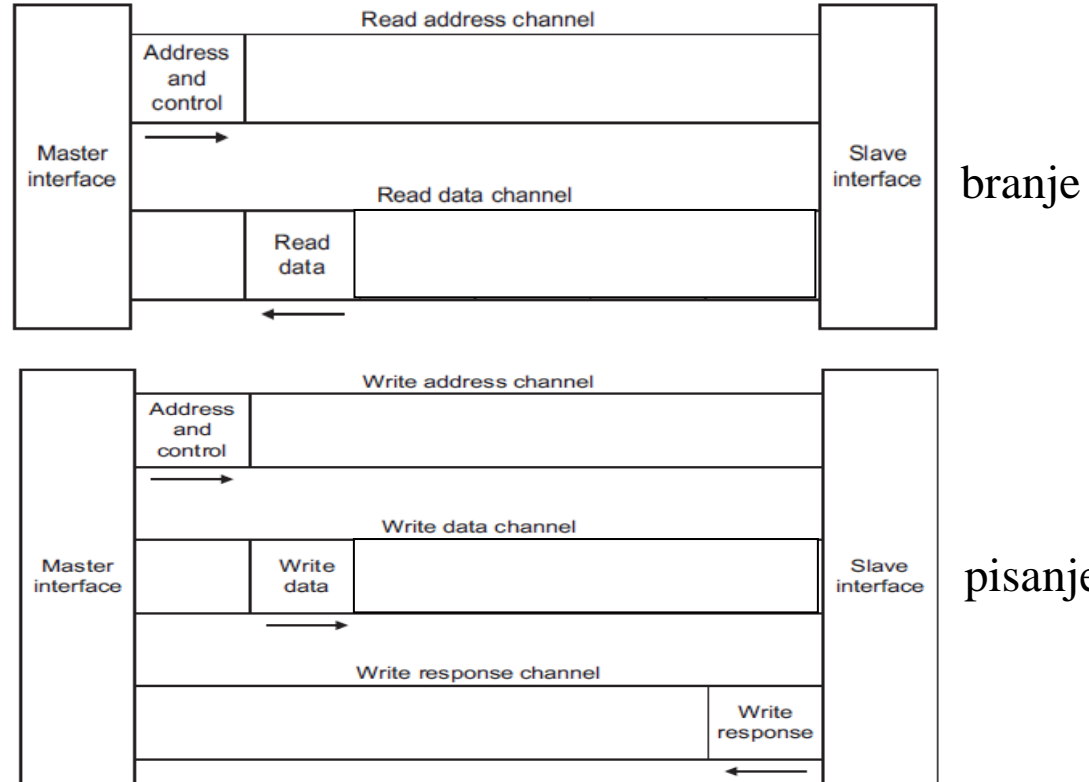 Read address channel
Address
and
control
Master
interface
Slave
interface
branje
Read data channel
Read
data
Write address channel
Address
and
control
Write data channel
Master
interface
Write
data
Slave
interface
pisanje
Write response channel
Write
response